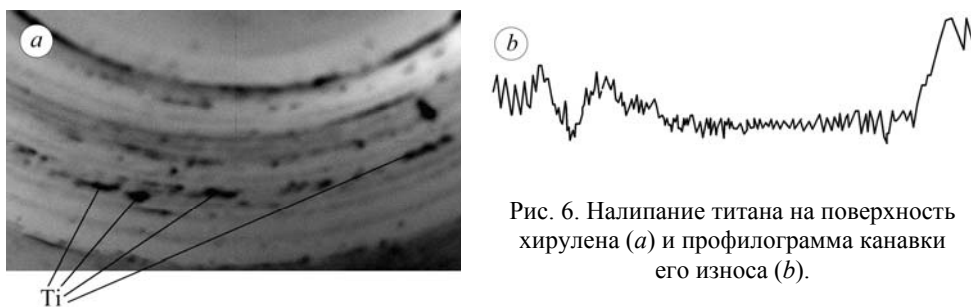 a
b
Ti
Рис. 6. Налипание титана на поверхность
хирулена (a) и профилограмма канавки
его износа (b).